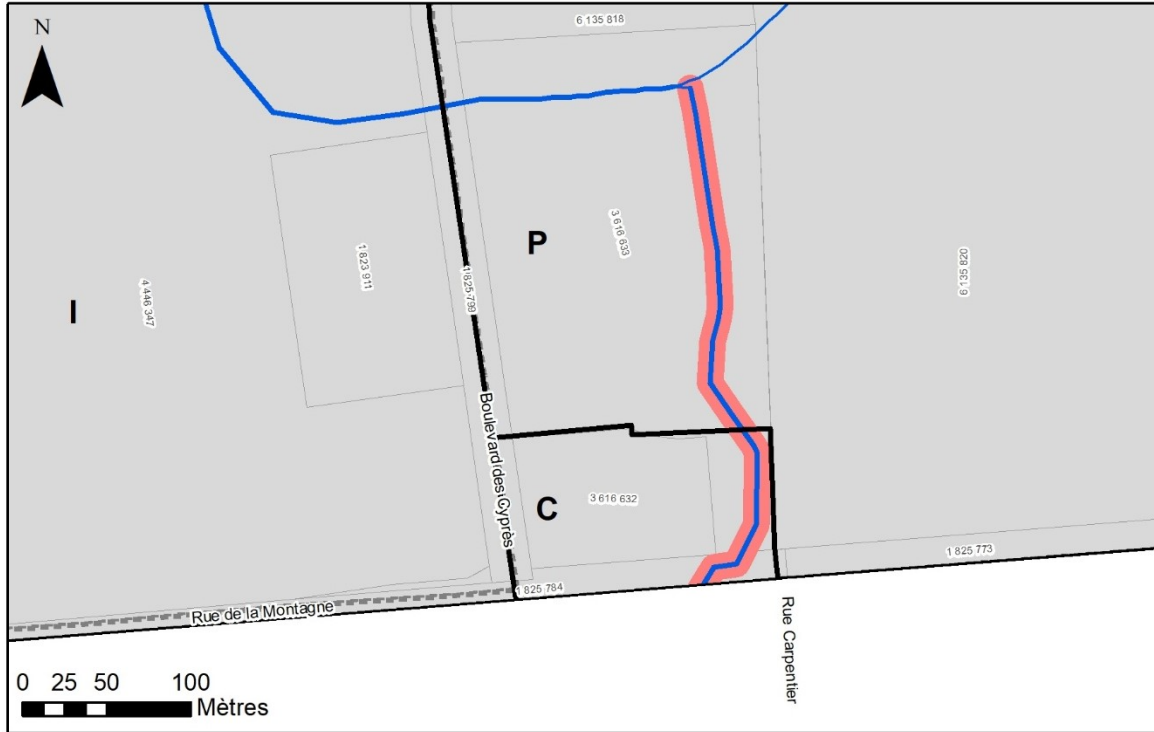 N
6 135 818
P
3 616 633
1 823 911
1 825 799
6 135 820
4 446 347
I
Boulevard des Cyprès
C
3 616 632
1 825 773
1 825 784
Rue de la Montagne
Rue Carpentier
0 25 50 100
Mètres